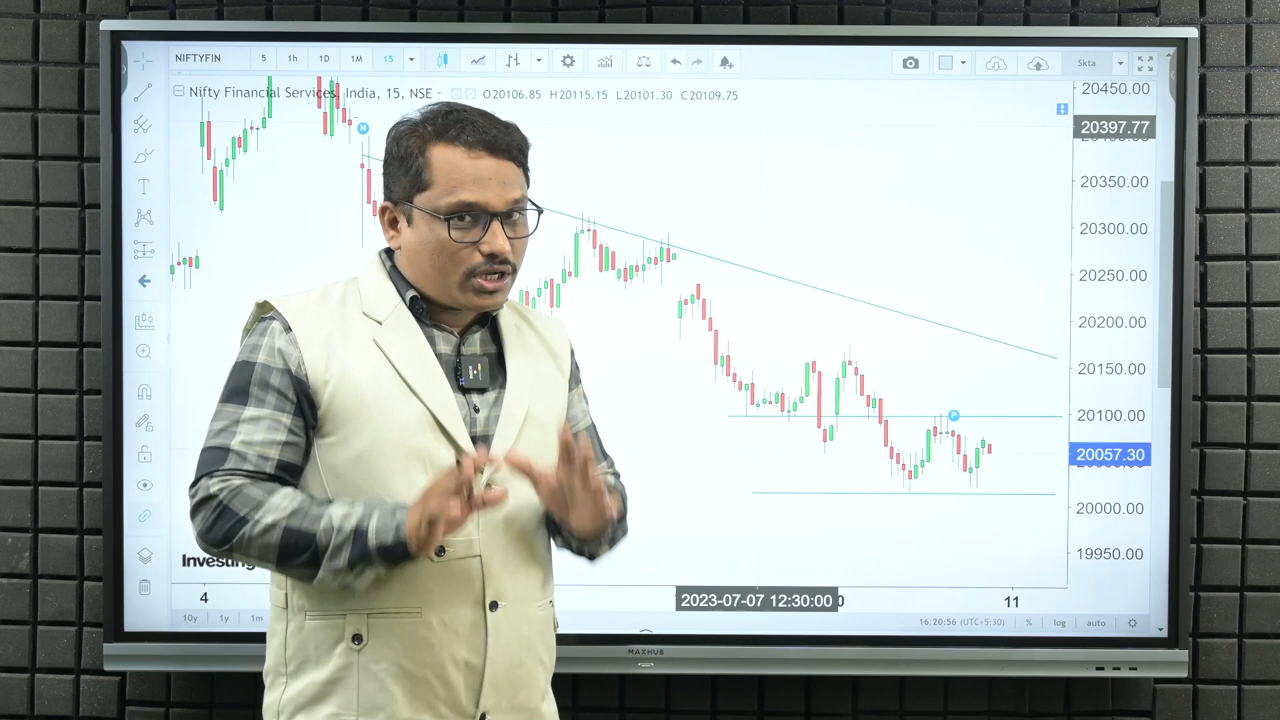 NIFTYFIN 5 1h 1D 1M 15 Skta
Nifty Financial Services, India, 15, NSE O20106.85 H20115.15 L20101.30 C20109.75
20450.00
20397.77
20350.00
20300.00
20250.00
20200.00
20150.00
20100.00
20057.30
20000.00
19950.00
N
P
T
Investing
4 2023-07-07 12:30:00 11
10y 1y 1m 16:20:56 (UTC+5:30) % log auto
MAXHUB